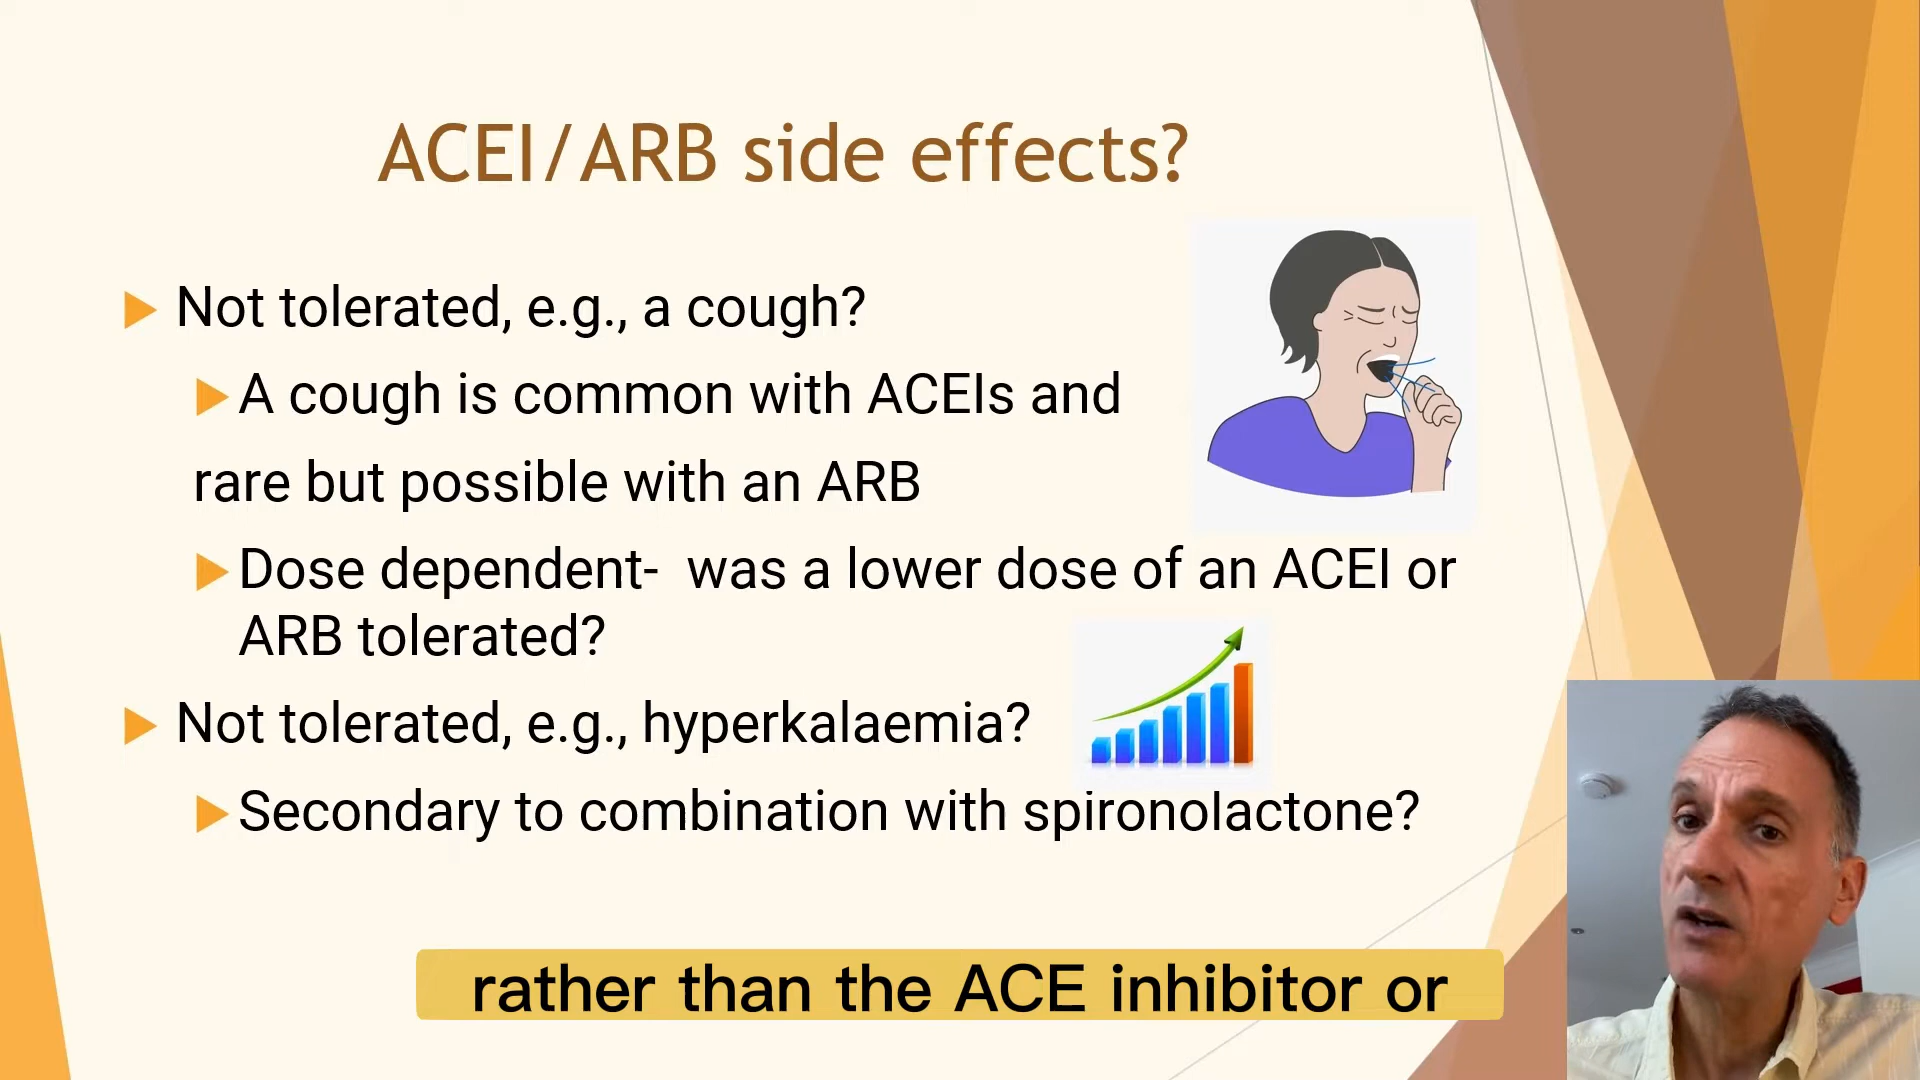 ACEI/ARB side effects?
Not tolerated, e.g., a cough?
A cough is common with ACEIs and
rare but possible with an ARB
Dose dependent-  was a lower dose of an ACEI or
ARB tolerated?
Not tolerated, e.g., hyperkalaemia?
Secondary to combination with spironolactone?
rather than the ACE inhibitor or